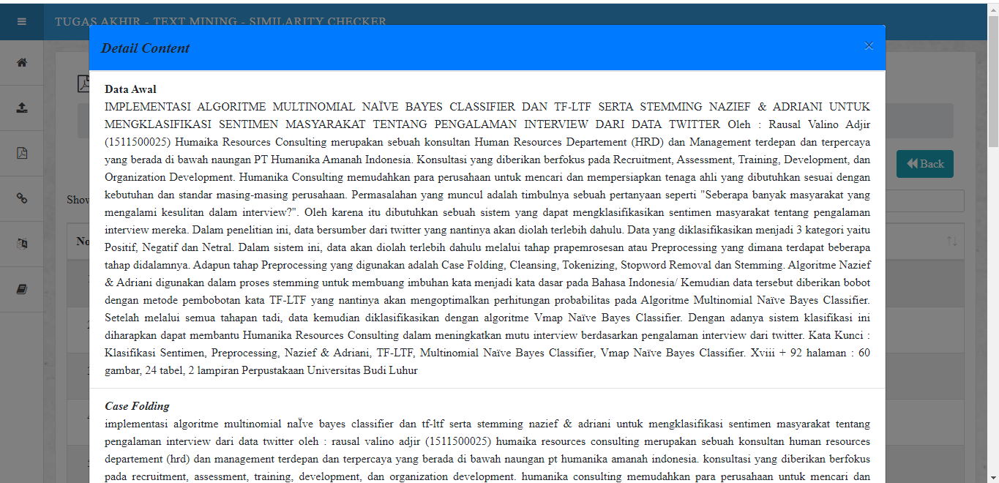 TUGAS AKHIR - TEXT MINING - SIMILARITY CHECKER
Detail Content
×
Back
Show
No
Data Awal
IMPLEMENTASI ALGORITME MULTINOMIAL NAÏVE BAYES CLASSIFIER DAN TF-LTF SERTA STEMMING NAZIEF & ADRIANI UNTUK
MENGKLASIFIKASI SENTIMEN MASYARAKAT TENTANG PENGALAMAN INTERVIEW DARI DATA TWITTER Oleh : Rausal Valino Adjir
(1511500025) Humaika Resources Consulting merupakan sebuah konsultan Human Resources Departement (HRD) dan Management terdepan dan terpercaya
yang berada di bawah naungan PT Humanika Amanah Indonesia. Konsultasi yang diberikan berfokus pada Recruitment, Assessment, Training, Development, dan
Organization Development. Humanika Consulting memudahkan para perusahaan untuk mencari dan mempersiapkan tenaga ahli yang dibutuhkan sesuai dengan
kebutuhan dan standar masing-masing perusahaan. Permasalahan yang muncul adalah timbulnya sebuah pertanyaan seperti "Seberapa banyak masyarakat yang
mengalami kesulitan dalam interview?". Oleh karena itu dibutuhkan sebuah sistem yang dapat mengklasifikasikan sentimen masyarakat tentang pengalaman
interview mereka. Dalam penelitian ini, data bersumber dari twitter yang nantinya akan diolah terlebih dahulu. Data yang diklasifikasikan menjadi 3 kategori yaitu
Positif, Negatif dan Netral. Dalam sistem ini, data akan diolah terlebih dahulu melalui tahap prapemrosesan atau Preprocessing yang dimana terdapat beberapa
tahap didalamnya. Adapun tahap Preprocessing yang digunakan adalah Case Folding, Cleansing, Tokenizing, Stopword Removal dan Stemming. Algoritme Nazief
& Adriani digunakan dalam proses stemming untuk membuang imbuhan kata menjadi kata dasar pada Bahasa Indonesia/ Kemudian data tersebut diberikan bobot
dengan metode pembobotan kata TF-LTF yang nantinya akan mengoptimalkan perhitungan probabilitas pada Algoritme Multinomial Naïve Bayes Classifier.
Setelah melalui semua tahapan tadi, data kemudian diklasifikasikan dengan algoritme Vmap Naïve Bayes Classifier. Dengan adanya sistem klasifikasi ini
diharapkan dapat membantu Humanika Resources Consulting dalam meningkatkan mutu interview berdasarkan pengalaman interview dari twitter. Kata Kunci :
Klasifikasi Sentimen, Preprocessing, Nazief & Adriani, TF-LTF, Multinomial Naïve Bayes Classifier, Vmap Naïve Bayes Classifier. Xviii + 92 halaman : 60
gambar, 24 tabel, 2 lampiran Perpustakaan Universitas Budi Luhur
Case Folding
implementasi algoritme multinomial naÏve bayes classifier dan tf-ltf serta stemming nazief & adriani untuk mengklasifikasi sentimen masyarakat tentang
pengalaman interview dari data twitter oleh : rausal valino adjir (1511500025) humaika resources consulting merupakan sebuah konsultan human resources
departement (hrd) dan management terdepan dan terpercaya yang berada di bawah naungan pt humanika amanah indonesia. konsultasi yang diberikan berfokus
pada recruitment, assessment, training, development, dan organization development. humanika consulting memudahkan para perusahaan untuk mencari dan